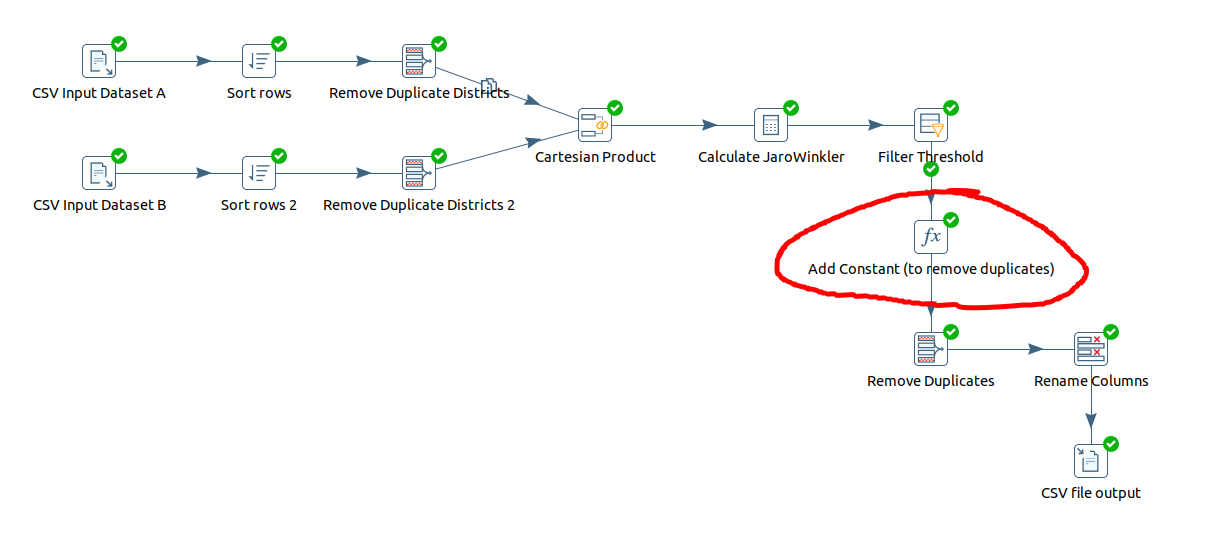 CSV Input Dataset A
Sort rows
Remove Duplicate Districts
CSV Input Dataset B
Sort rows 2
Remove Duplicate Districts 2
Cartesian Product
Calculate JaroWinkler
Filter Threshold
fx
Add Constant (to remove duplicates)
Remove Duplicates
Rename Columns
CSV file output